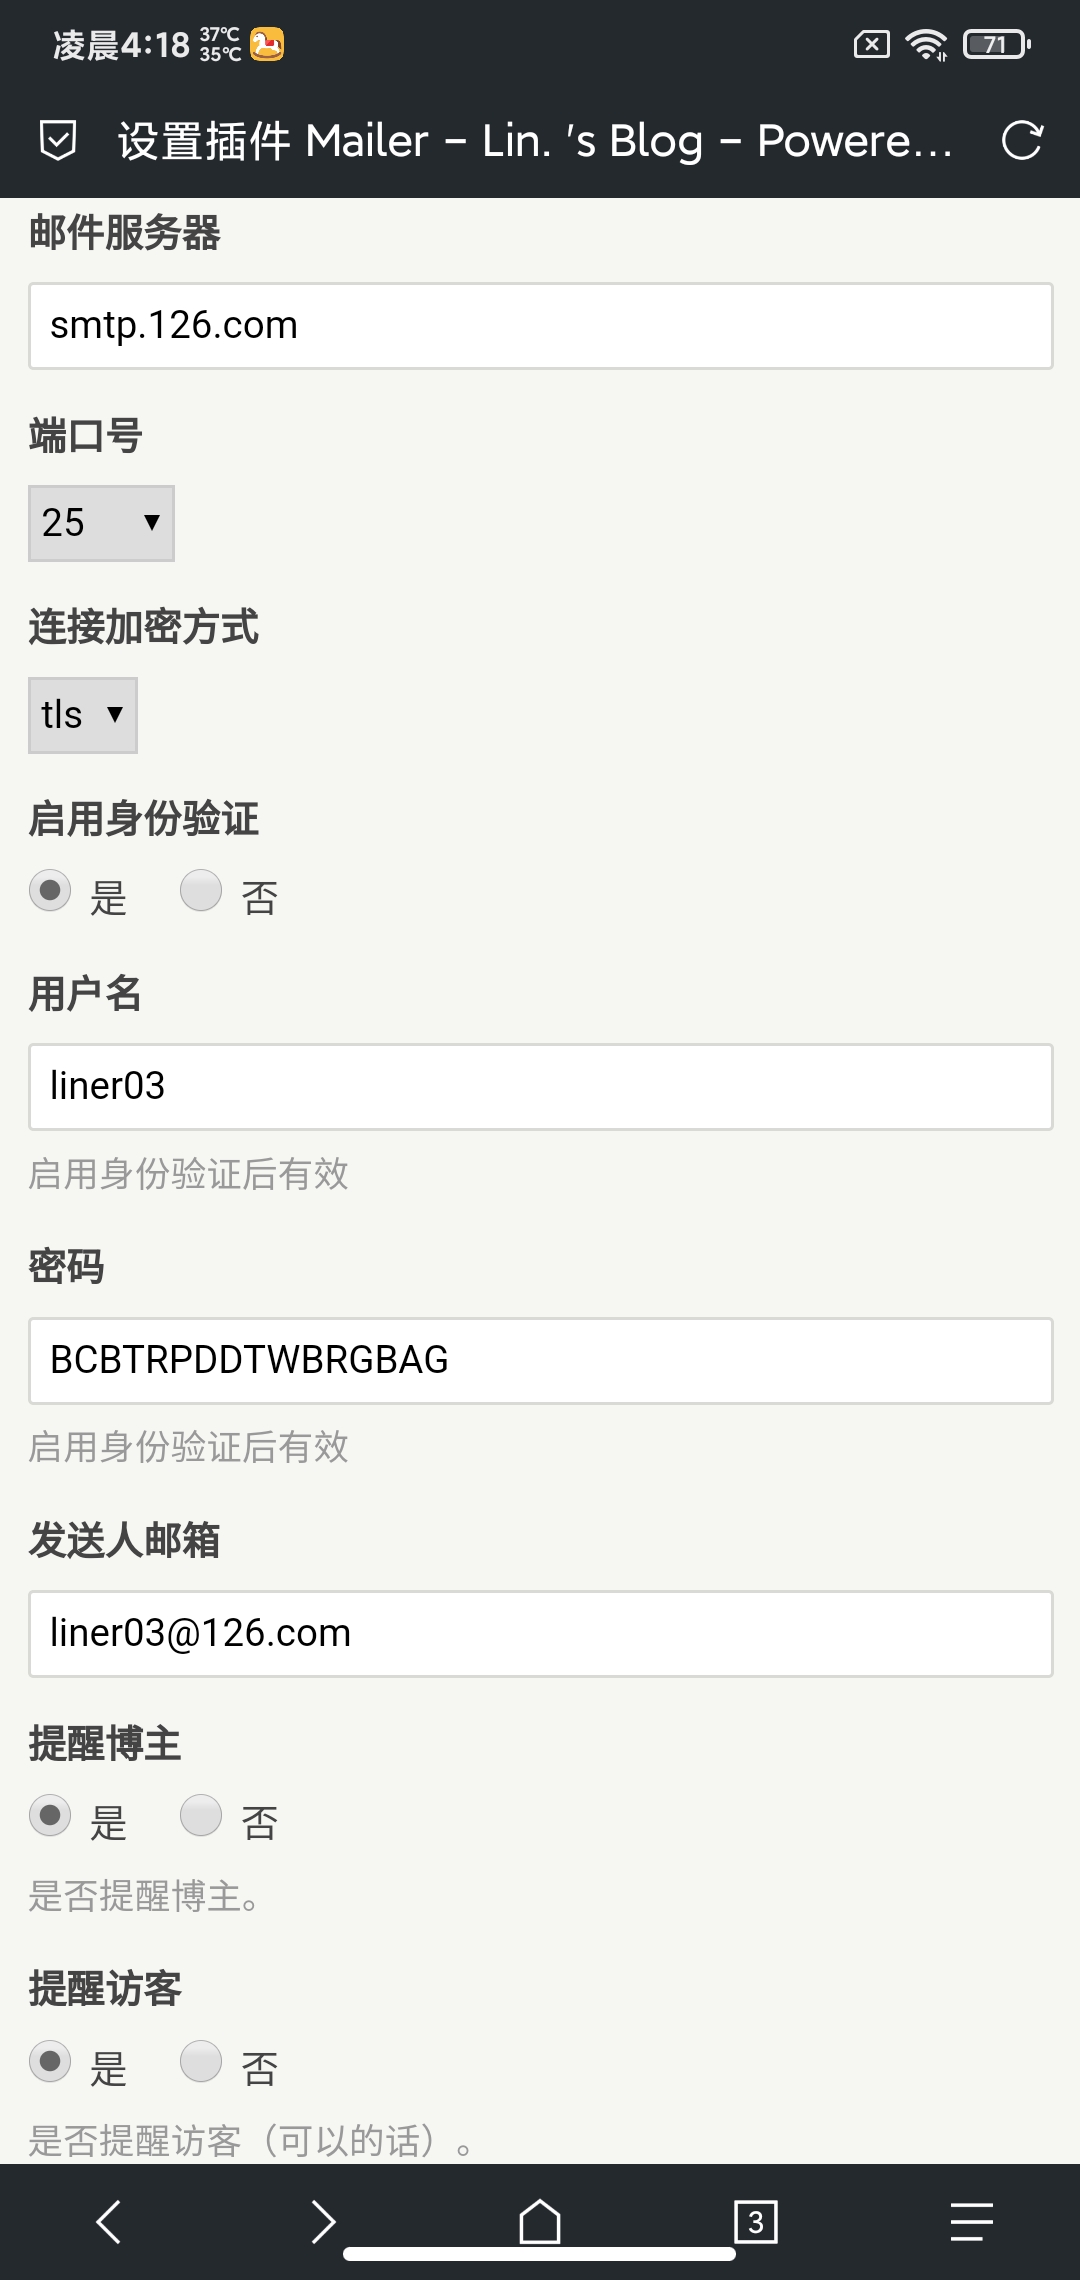 凌晨4:18 37℃ 35℃ 71
设置插件 Mailer – Lin. 's Blog – Powere...
邮件服务器
smtp.126.com
端口号
25
连接加密方式
tls
启用身份验证
是 否
用户名
liner03
启用身份验证后有效
密码
BCBTRPDDTWBRGBAG
启用身份验证后有效
发送人邮箱
liner03@126.com
提醒博主
是 否
是否提醒博主。
提醒访客
是 否
是否提醒访客（可以的话）。
3